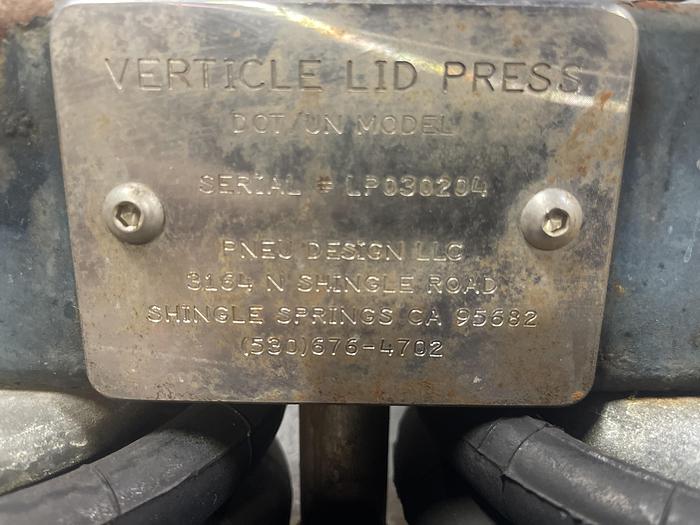 VERTICLE LID PRESS
DOT/UN MODEL
SERIAL # LP030204
PNEU DESIGN LLC
3164 N SHINGLE ROAD
SHINGLE SPRINGS CA 95682
(530)676-4702